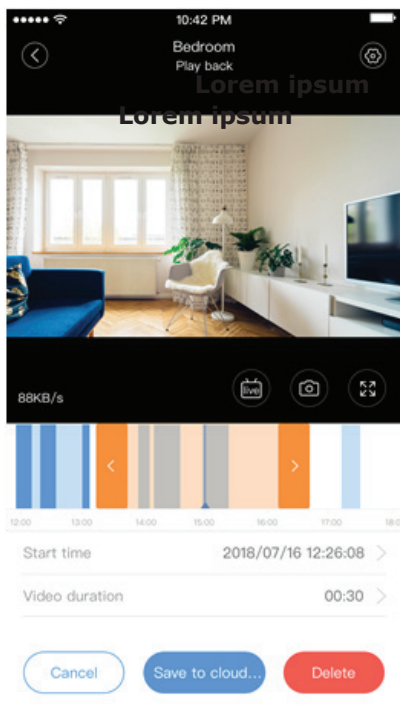 10:42 PM
Bedroom
Play back
Lorem ipsum
Lorem ipsum
88KB/s
live
12:00 13:00 14:00 15:00 16:00 17:00 18:0
Start time 2018/07/16 12:26:08
Video duration 00:30
Cancel Save to cloud... Delete